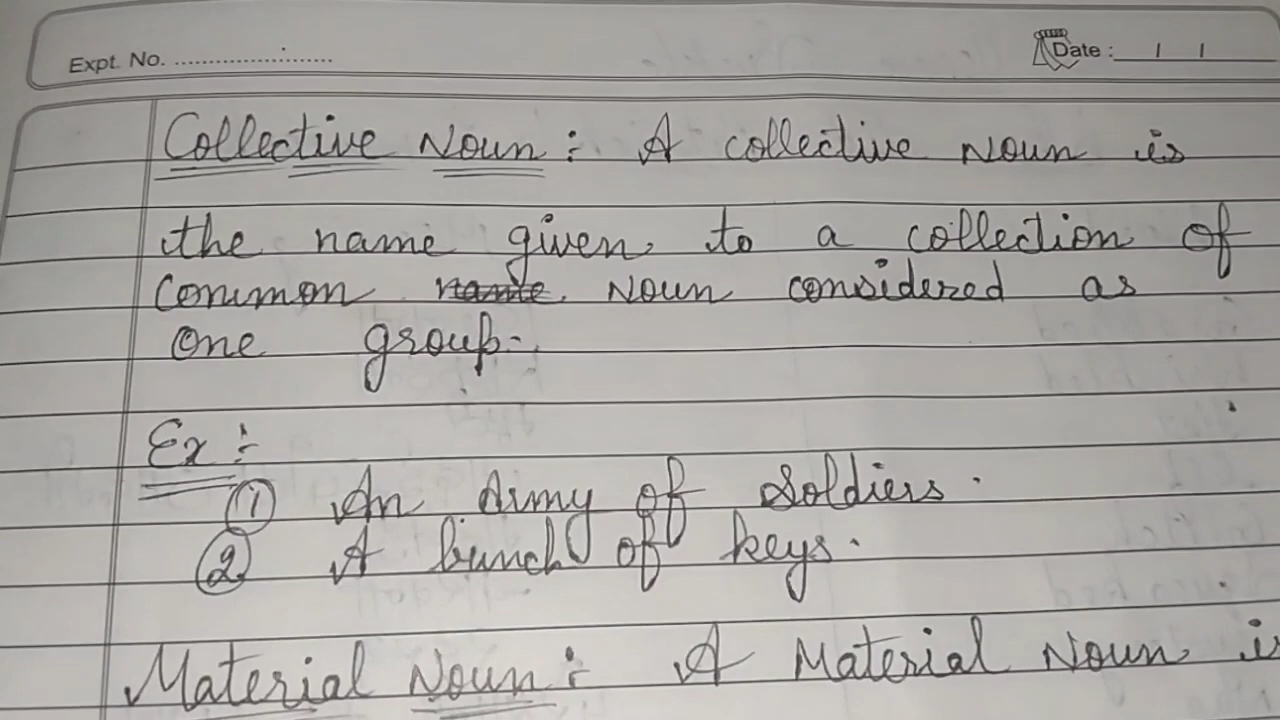 Expt. No. ............................
Date : / /
Collective Noun : A collective Noun is
the name given to a collection of
Common name Noun considered as
one group.
Ex :-
① An Army of Soldiers.
② A bunch of keys.
Material Noun : A Material Noun is